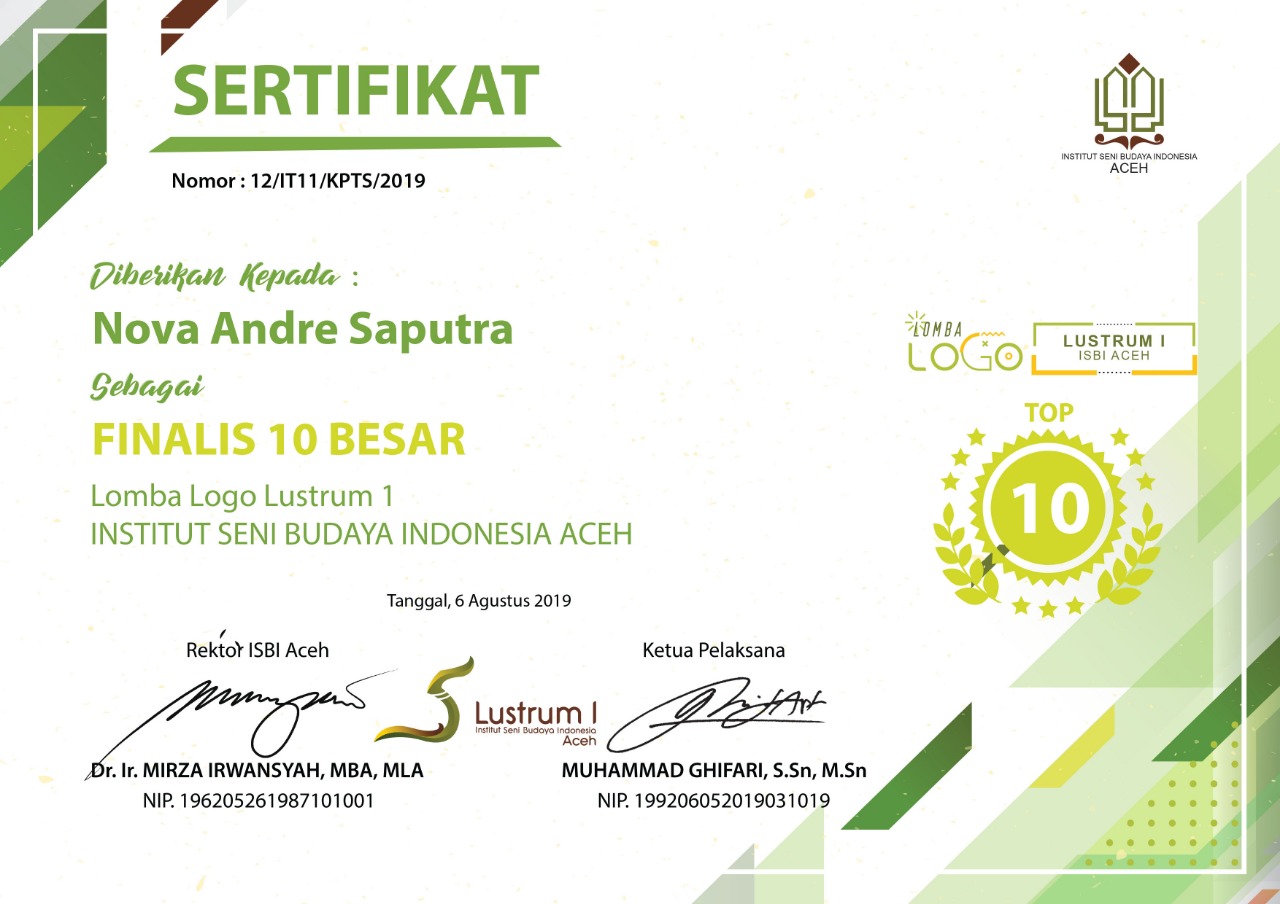 SERTIFIKAT
Nomor : 12/IT11/KPTS/2019
INSTITUT SENI BUDAYA INDONESIA
ACEH
Diberikan Kepada :
Nova Andre Saputra
Sebagai
FINALIS 10 BESAR
Lomba Logo Lustrum 1
INSTITUT SENI BUDAYA INDONESIA ACEH
LOMBA
LOGO
LUSTRUM I
ISBI ACEH
TOP
10
Tanggal, 6 Agustus 2019
Rektor ISBI Aceh
Ketua Pelaksana
Lustrum I
Institut Seni Budaya Indonesia
Aceh
Dr. Ir. MIRZA IRWANSYAH, MBA, MLA
NIP. 196205261987101001
MUHAMMAD GHIFARI, S.Sn, M.Sn
NIP. 199206052019031019